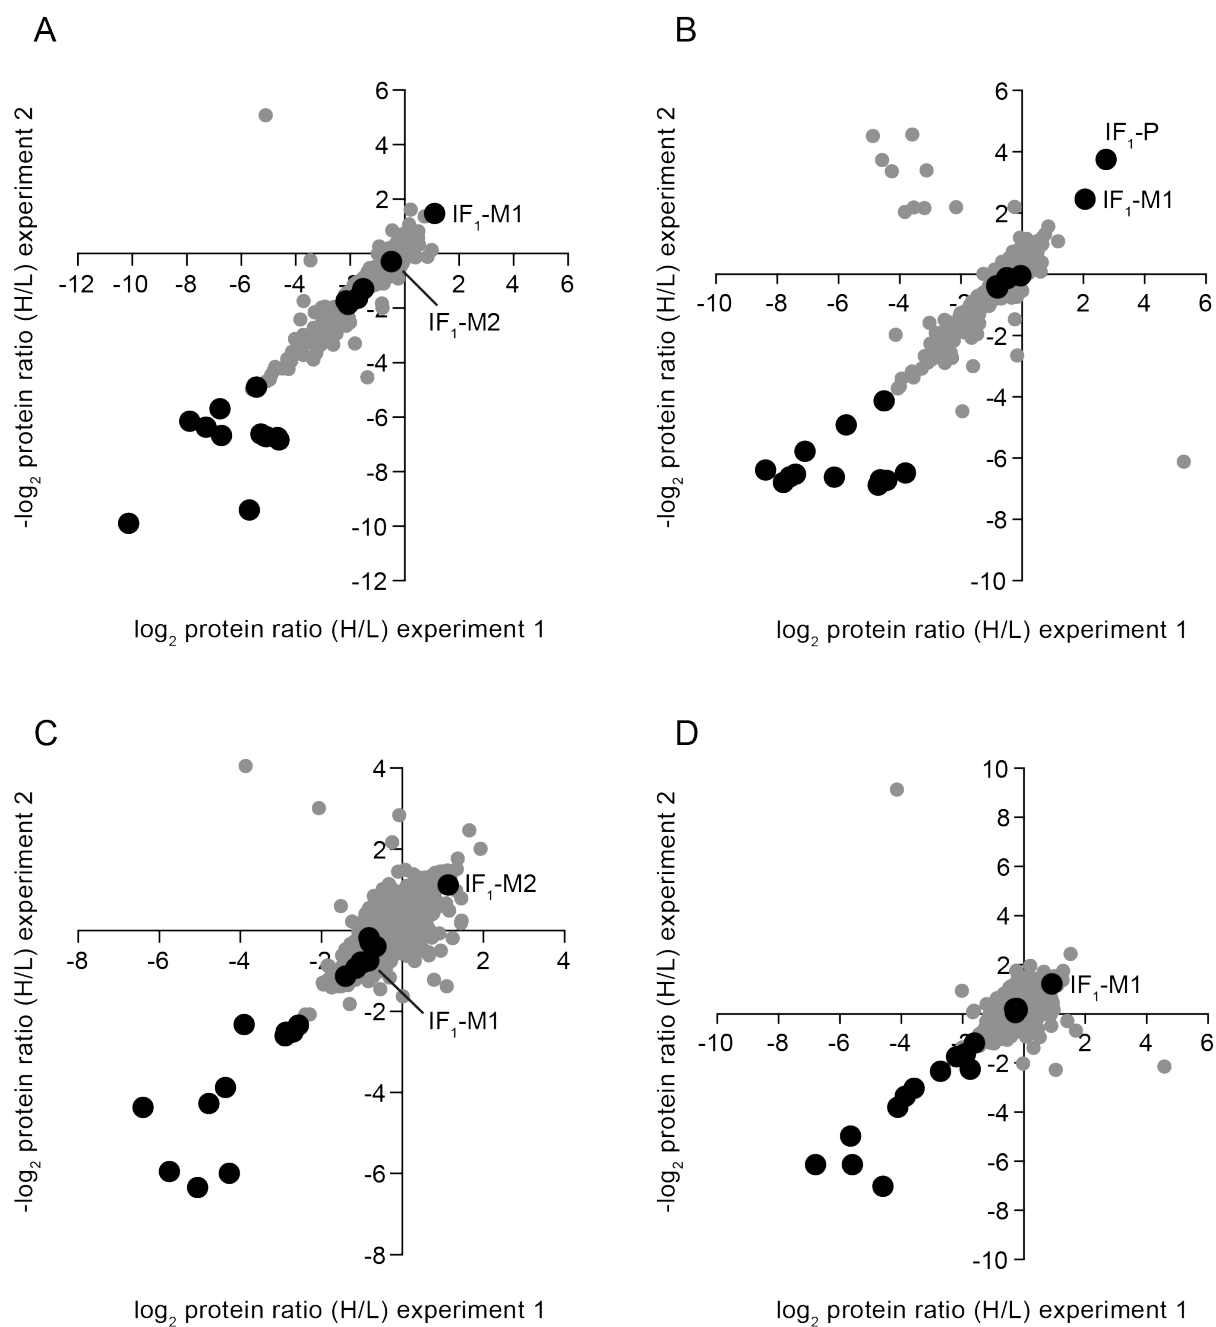 A
-log2 protein ratio (H/L) experiment 2
6
4
2
-12 -10 -8 -6 -4 -2 2 4 6
-2
-4
-6
-8
-10
-12
IF1-M1
IF1-M2
log2 protein ratio (H/L) experiment 1
B
-log2 protein ratio (H/L) experiment 2
6
4
2
-10 -8 -6 -4 -2 2 4 6
-2
-4
-6
-8
-10
IF1-P
IF1-M1
log2 protein ratio (H/L) experiment 1
C
-log2 protein ratio (H/L) experiment 2
4
2
-8 -6 -4 -2 2 4
-2
-4
-6
-8
IF1-M2
IF1-M1
log2 protein ratio (H/L) experiment 1
D
-log2 protein ratio (H/L) experiment 2
10
8
6
4
2
-10 -8 -6 -4 -2 2 4 6
-2
-4
-6
-8
-10
IF1-M1
log2 protein ratio (H/L) experiment 1